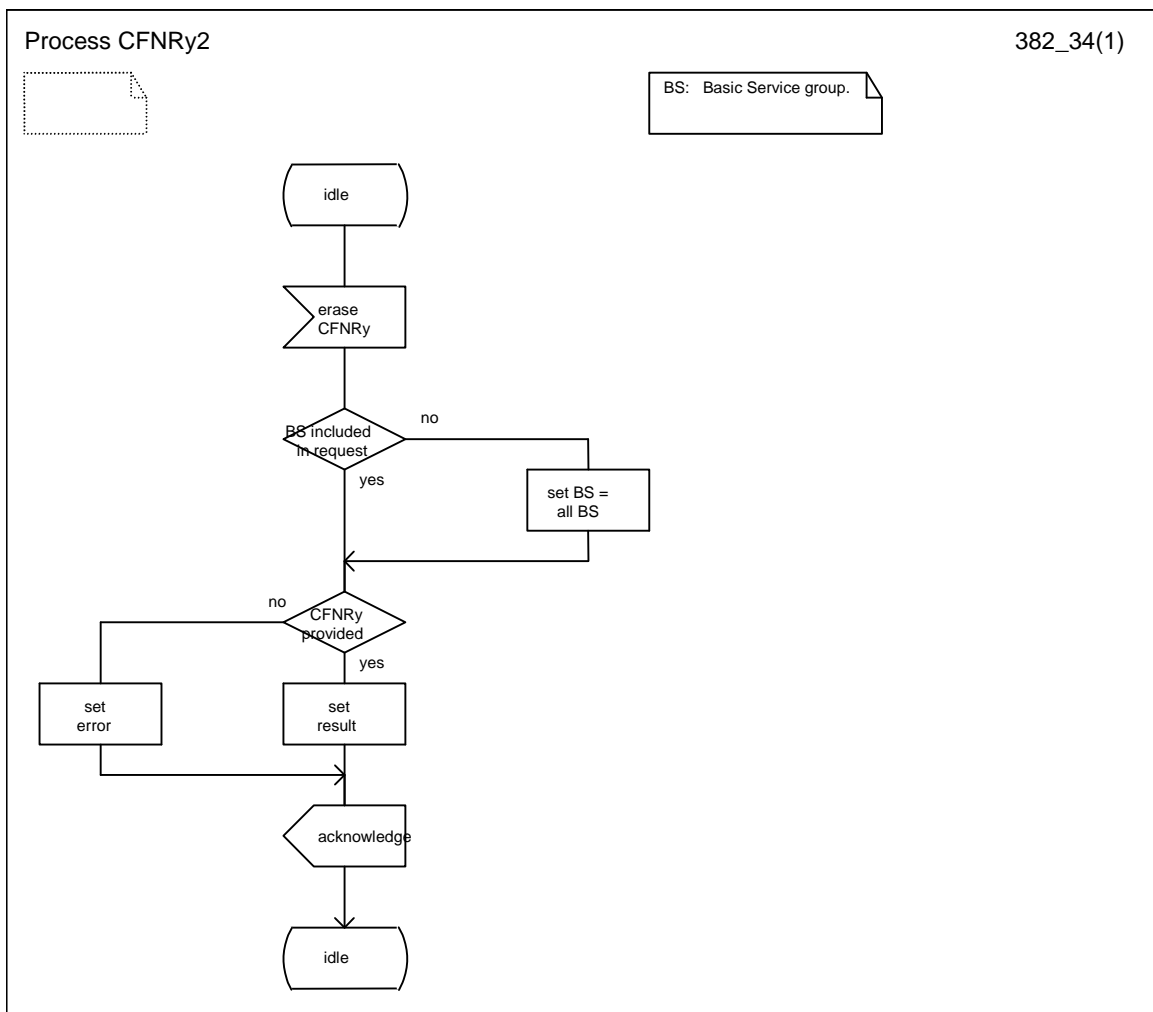 Process CFNRy2
382_34(1)
BS: Basic Service group.
idle
erase
CFNRy
BS included
in request
no
yes
set BS =
all BS
no
CFNRy
provided
yes
set
error
set
result
acknowledge
idle